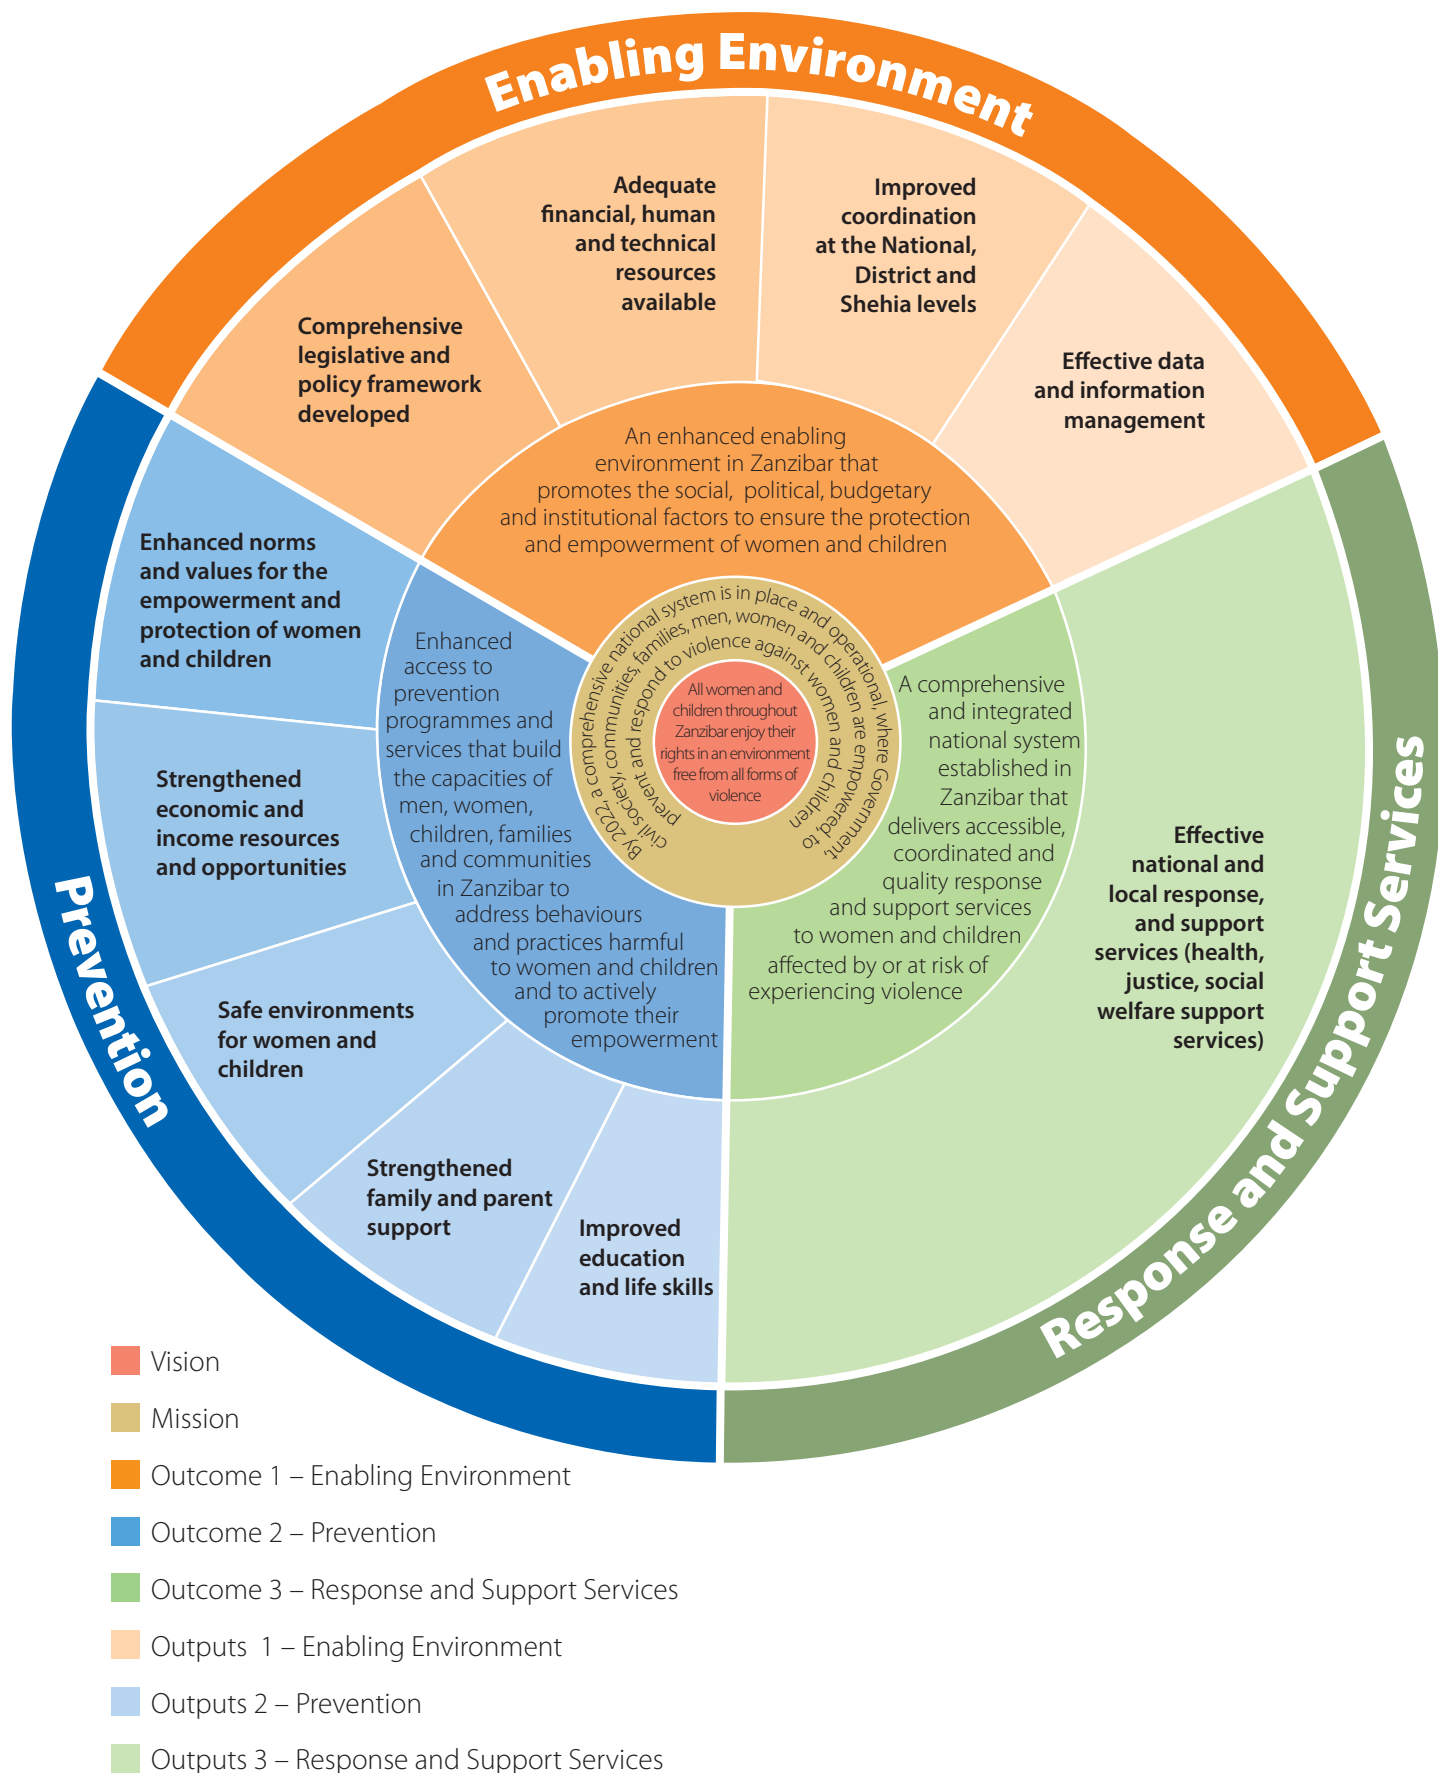 Enabling Environment
Adequate
financial, human
and technical
resources
available
Improved
coordination
at the National,
District and
Shehia levels
Comprehensive
legislative and
policy framework
developed
Effective data
and information
management
An enhanced enabling
environment in Zanzibar that
promotes the social, political, budgetary
and institutional factors to ensure the protection
and empowerment of women and children
Enhanced norms
and values for the
empowerment and
protection of women
and children
Strengthened
economic and
income resources
and opportunities
Safe environments
for women and
children
Strengthened
family and parent
support
Improved
education
and life skills
Prevention
Enhanced
access to
prevention
programmes and
services that build
the capacities of
men, women,
children, families
and communities
in Zanzibar to
address behaviours
and practices harmful
to women and children
and to actively
promote their
empowerment
By 2022, a comprehensive national system is in place and operational, where Government,
civil society, communities, families, men, women and children are empowered, to
prevent and respond to violence against women and children
All women and
children throughout
Zanzibar enjoy their
rights in an environment
free from all forms of
violence
A comprehensive
and integrated
national system
established in
Zanzibar that
delivers accessible,
coordinated and
quality response
and support services
to women and children
affected by or at risk of
experiencing violence
Effective
national and
local response,
and support
services (health,
justice, social
welfare support
services)
Response and Support Services
Vision
Mission
Outcome 1 – Enabling Environment
Outcome 2 – Prevention
Outcome 3 – Response and Support Services
Outputs 1 – Enabling Environment
Outputs 2 – Prevention
Outputs 3 – Response and Support Services